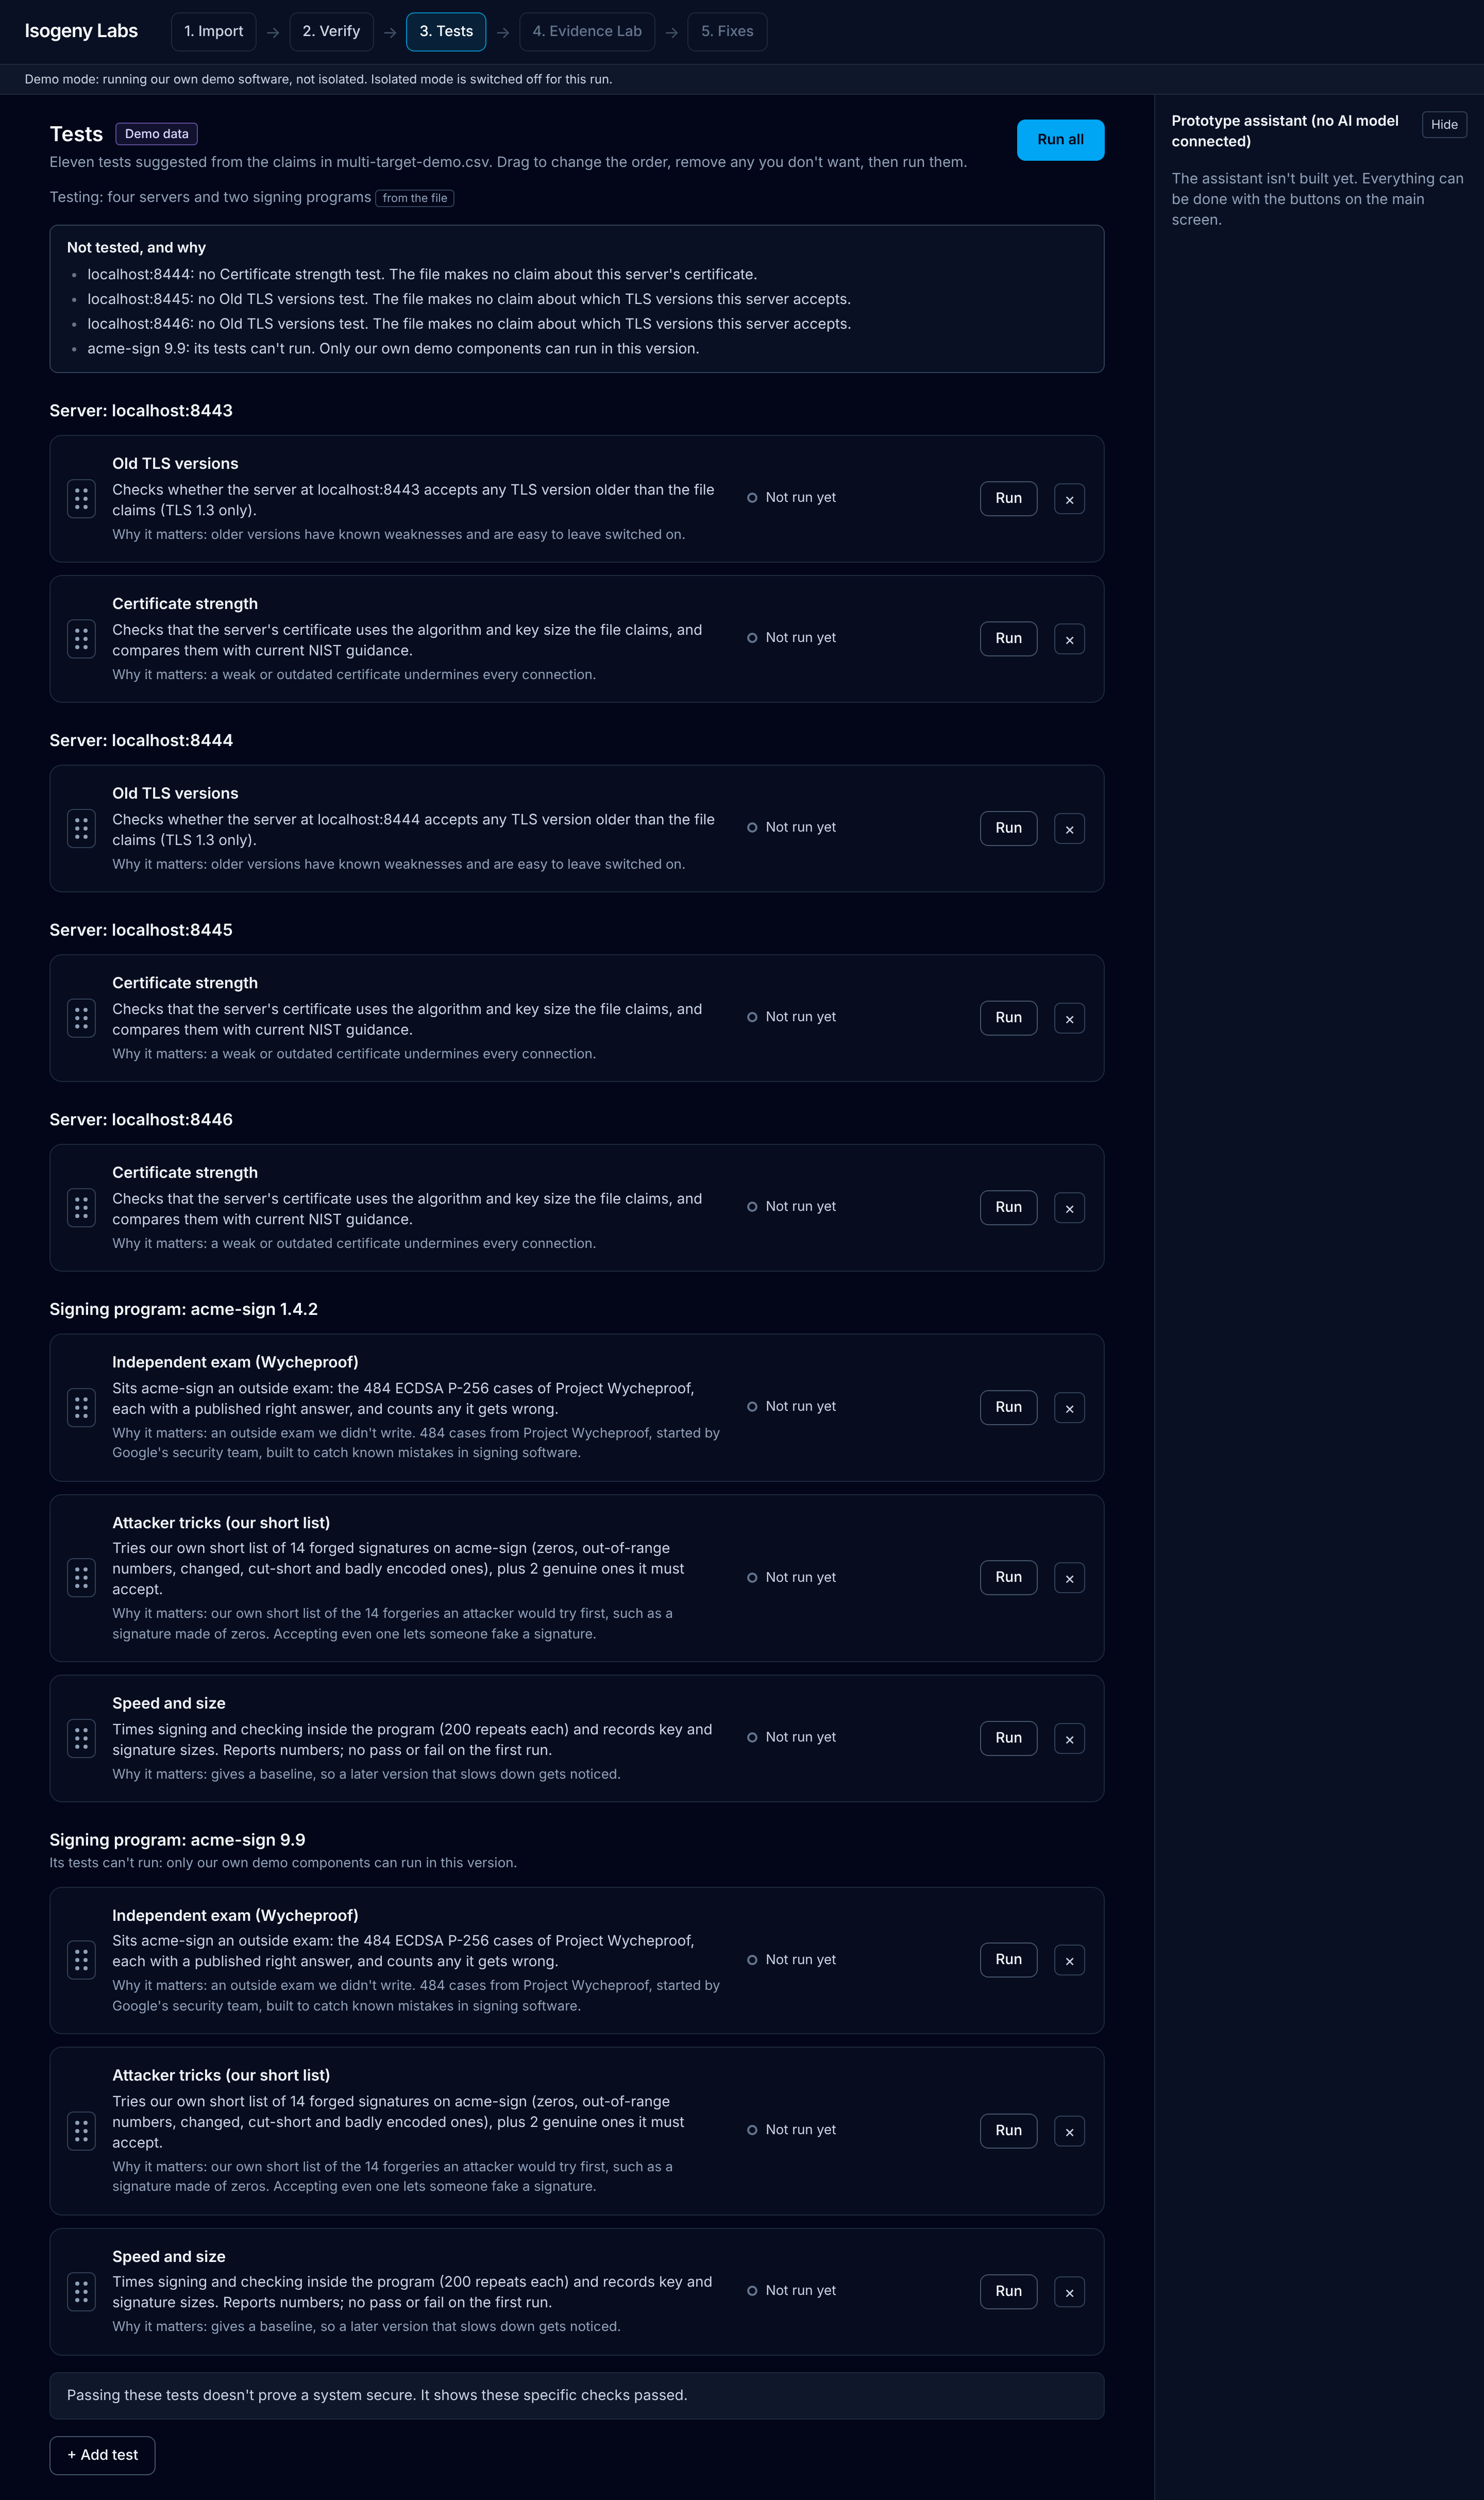 Isogeny Labs
1. Import → 2. Verify → 3. Tests → 4. Evidence Lab → 5. Fixes
Demo mode: running our own demo software, not isolated. Isolated mode is switched off for this run.
Tests
Demo data
Run all
Eleven tests suggested from the claims in multi-target-demo.csv. Drag to change the order, remove any you don't want, then run them.
Testing: four servers and two signing programs from the file
Not tested, and why
• localhost:8444: no Certificate strength test. The file makes no claim about this server's certificate.
• localhost:8445: no Old TLS versions test. The file makes no claim about which TLS versions this server accepts.
• localhost:8446: no Old TLS versions test. The file makes no claim about which TLS versions this server accepts.
• acme-sign 9.9: its tests can't run. Only our own demo components can run in this version.
Server: localhost:8443
Old TLS versions
Checks whether the server at localhost:8443 accepts any TLS version older than the file
claims (TLS 1.3 only).
Why it matters: older versions have known weaknesses and are easy to leave switched on.
Not run yet
Run
×
Certificate strength
Checks that the server's certificate uses the algorithm and key size the file claims, and
compares them with current NIST guidance.
Why it matters: a weak or outdated certificate undermines every connection.
Not run yet
Run
×
Server: localhost:8444
Old TLS versions
Checks whether the server at localhost:8444 accepts any TLS version older than the file
claims (TLS 1.3 only).
Why it matters: older versions have known weaknesses and are easy to leave switched on.
Not run yet
Run
×
Server: localhost:8445
Certificate strength
Checks that the server's certificate uses the algorithm and key size the file claims, and
compares them with current NIST guidance.
Why it matters: a weak or outdated certificate undermines every connection.
Not run yet
Run
×
Server: localhost:8446
Certificate strength
Checks that the server's certificate uses the algorithm and key size the file claims, and
compares them with current NIST guidance.
Why it matters: a weak or outdated certificate undermines every connection.
Not run yet
Run
×
Signing program: acme-sign 1.4.2
Independent exam (Wycheproof)
Sits acme-sign an outside exam: the 484 ECDSA P-256 cases of Project Wycheproof,
each with a published right answer, and counts any it gets wrong.
Why it matters: an outside exam we didn't write. 484 cases from Project Wycheproof, started by
Google's security team, built to catch known mistakes in signing software.
Not run yet
Run
×
Attacker tricks (our short list)
Tries our own short list of 14 forged signatures on acme-sign (zeros, out-of-range
numbers, changed, cut-short and badly encoded ones), plus 2 genuine ones it must
accept.
Why it matters: our own short list of the 14 forgeries an attacker would try first, such as a
signature made of zeros. Accepting even one lets someone fake a signature.
Not run yet
Run
×
Speed and size
Times signing and checking inside the program (200 repeats each) and records key and
signature sizes. Reports numbers; no pass or fail on the first run.
Why it matters: gives a baseline, so a later version that slows down gets noticed.
Not run yet
Run
×
Signing program: acme-sign 9.9
Its tests can't run: only our own demo components can run in this version.
Independent exam (Wycheproof)
Sits acme-sign an outside exam: the 484 ECDSA P-256 cases of Project Wycheproof,
each with a published right answer, and counts any it gets wrong.
Why it matters: an outside exam we didn't write. 484 cases from Project Wycheproof, started by
Google's security team, built to catch known mistakes in signing software.
Not run yet
Run
×
Attacker tricks (our short list)
Tries our own short list of 14 forged signatures on acme-sign (zeros, out-of-range
numbers, changed, cut-short and badly encoded ones), plus 2 genuine ones it must
accept.
Why it matters: our own short list of the 14 forgeries an attacker would try first, such as a
signature made of zeros. Accepting even one lets someone fake a signature.
Not run yet
Run
×
Speed and size
Times signing and checking inside the program (200 repeats each) and records key and
signature sizes. Reports numbers; no pass or fail on the first run.
Why it matters: gives a baseline, so a later version that slows down gets noticed.
Not run yet
Run
×
Passing these tests doesn't prove a system secure. It shows these specific checks passed.
+ Add test
Prototype assistant (no AI model
connected)
Hide
The assistant isn't built yet. Everything can
be done with the buttons on the main
screen.